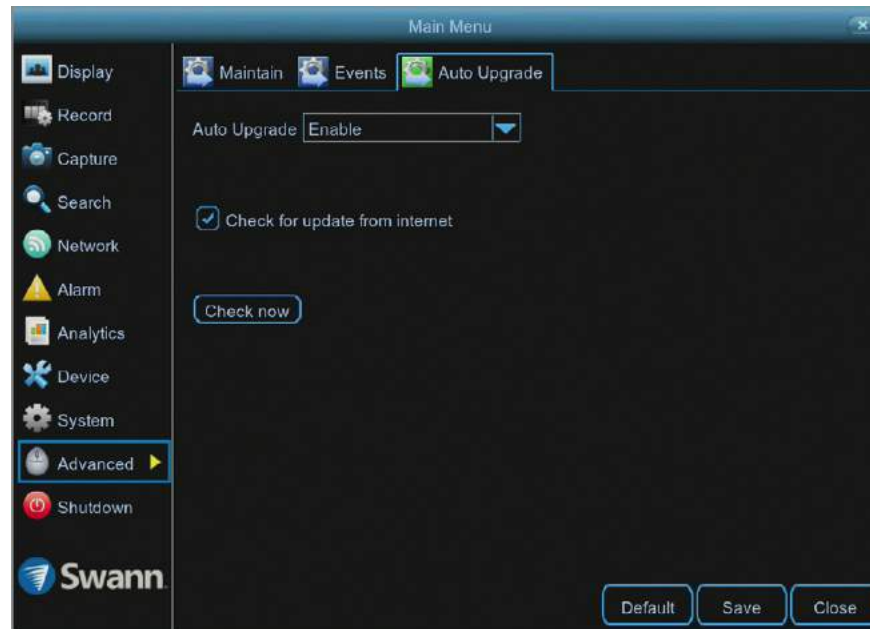 Main Menu
Display
Record
Capture
Search
Network
Alarm
Analytics
Device
System
Advanced
Shutdown
Swann
Maintain Events Auto Upgrade
Auto Upgrade Enable
Check for update from internet
Check now
Default Save Close